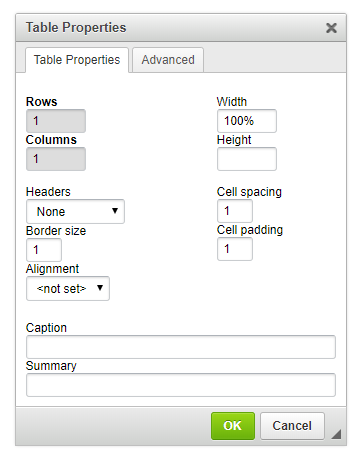 Table Properties
Table Properties Advanced
Rows Width
1 100%
Columns Height
1
Headers Cell spacing
None 1
Border size Cell padding
1 1
Alignment
<not set>
Caption
Summary
OK Cancel